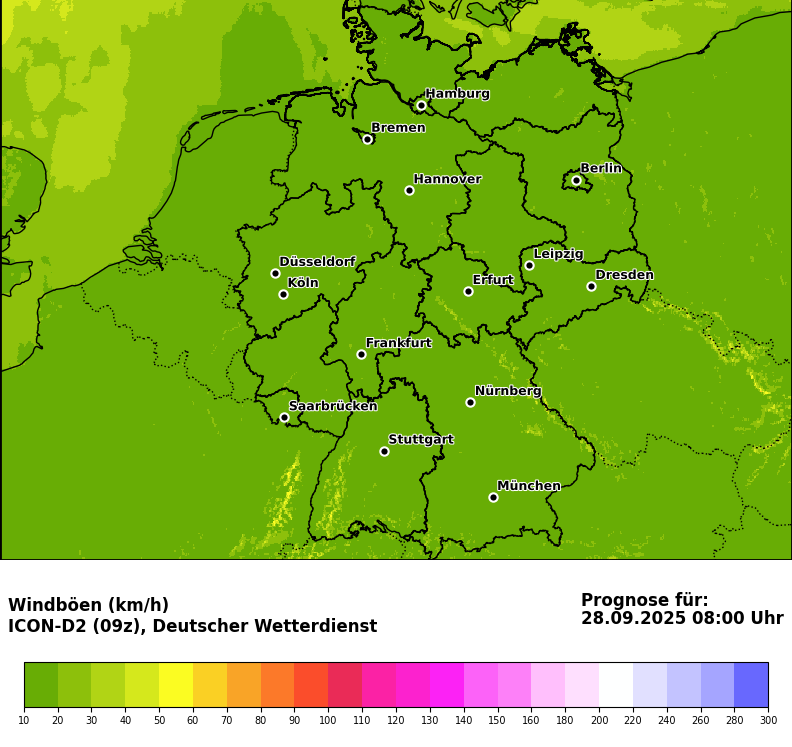 Hamburg
Bremen
Berlin
Hannover
Düsseldorf
Leipzig
Köln
Erfurt
Dresden
Frankfurt
Nürnberg
Saarbrücken
Stuttgart
München
Windböen (km/h)
ICON-D2 (09z), Deutscher Wetterdienst
Prognose für:
28.09.2025 08:00 Uhr
10 20 30 40 50 60 70 80 90 100 110 120 130 140 150 160 180 200 220 240 260 280 300